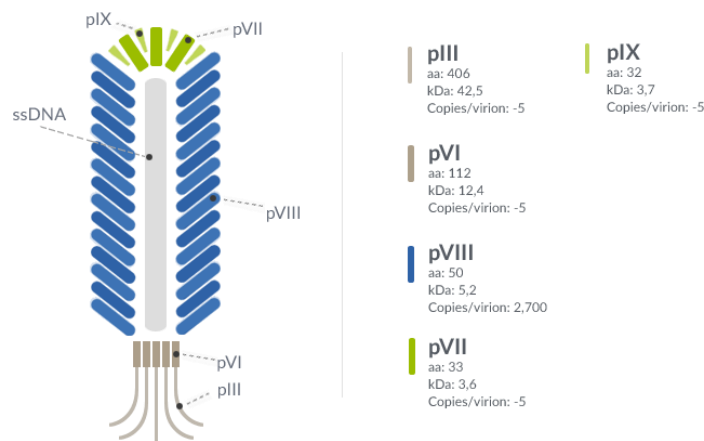 pIX
pVII
ssDNA
pVIII
pVI
pIII
pIII
aa: 406
kDa: 42,5
Copies/virion: -5
pVI
aa: 112
kDa: 12,4
Copies/virion: -5
pVIII
aa: 50
kDa: 5,2
Copies/virion: 2,700
pVII
aa: 33
kDa: 3,6
Copies/virion: -5
pIX
aa: 32
kDa: 3,7
Copies/virion: -5